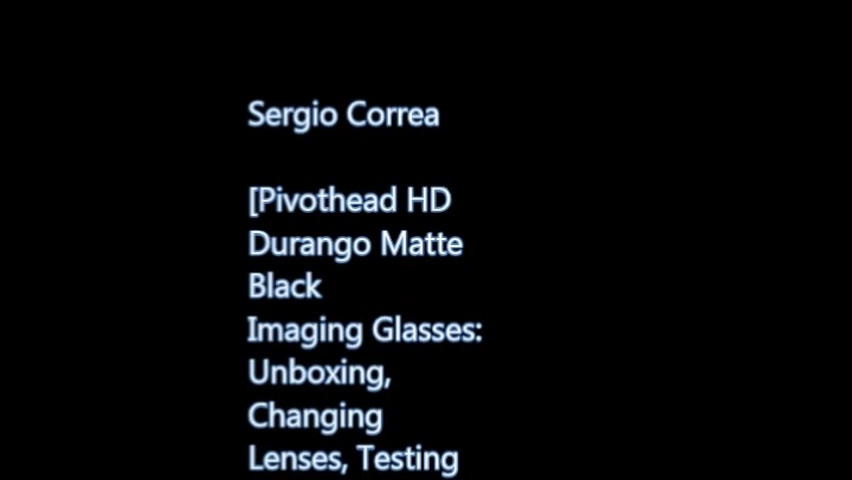 Sergio Correa
[Pivothead HD
Durango Matte
Black
Imaging Glasses:
Unboxing,
Changing
Lenses, Testing